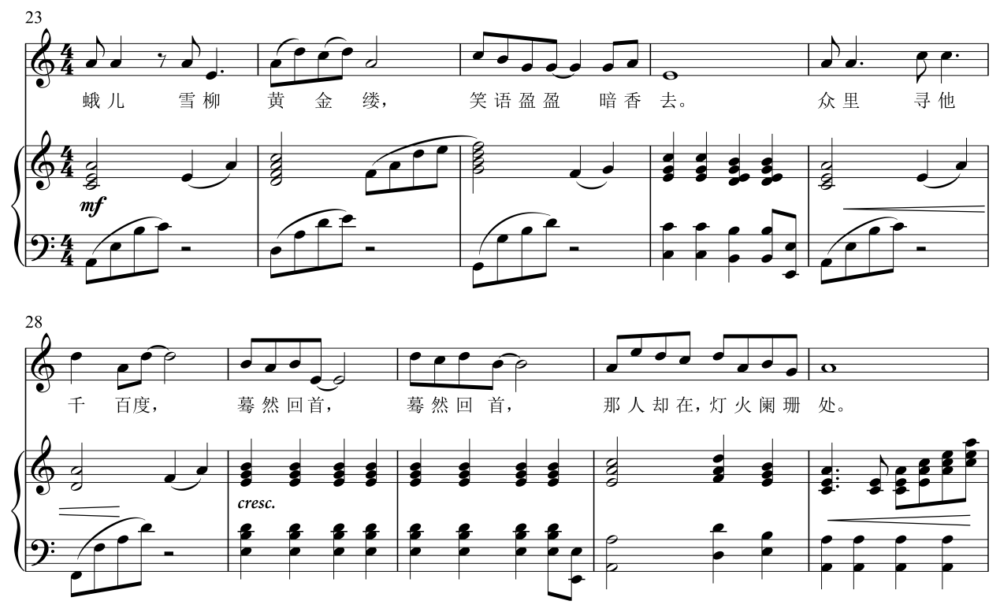 23
蛾儿 雪柳 黄 金 缕， 笑语盈盈 暗香 去。 众里 寻他
mf
28
千 百度， 蓦然回首， 蓦然回 首， 那人却在，灯火阑珊 处。
cresc.